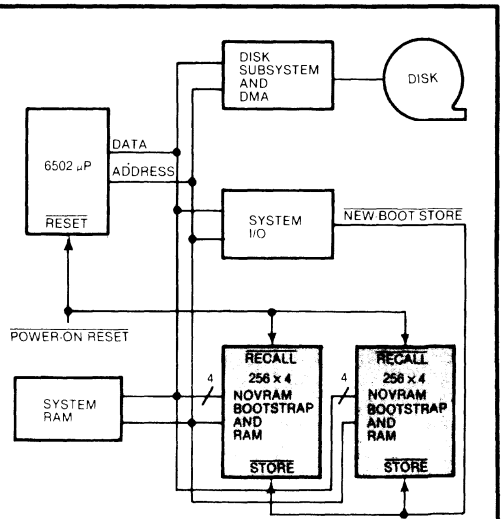 DISK
SUBSYSTEM
AND
DMA
DISK
DATA
ADDRESS
6502 µP
RESET
SYSTEM
I/O
NEW-BOOT STORE
POWER-ON RESET
SYSTEM
RAM
4
RECALL
256 x 4
NOVRAM
BOOTSTRAP
AND
RAM
STORE
4
RECALL
256 x 4
NOVRAM
BOOTSTRAP
AND
RAM
STORE